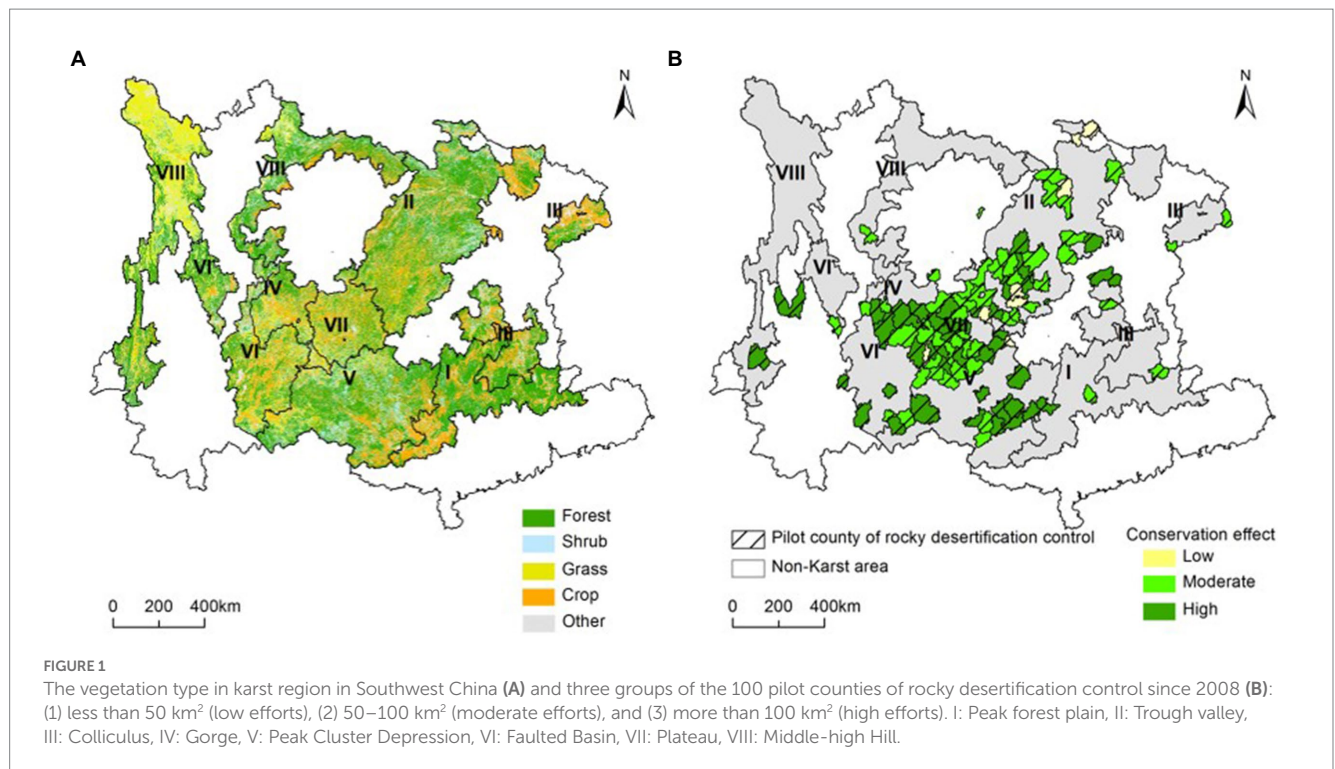 A
B
N
N
VIII
VIII
II
III
VI
IV
VII
VI
V
I
III
VIII
VIII
II
III
VI
IV
VII
VI
V
I
III
Forest
Shrub
Grass
Crop
Other
0 200 400km
Pilot county of rocky desertification control
Non-Karst area
Conservation effect
Low
Moderate
High
0 200 400km
FIGURE 1
The vegetation type in karst region in Southwest China (A) and three groups of the 100 pilot counties of rocky desertification control since 2008 (B):
(1) less than 50 km² (low efforts), (2) 50–100 km² (moderate efforts), and (3) more than 100 km² (high efforts). I: Peak forest plain, II: Trough valley,
III: Colliculus, IV: Gorge, V: Peak Cluster Depression, VI: Faulted Basin, VII: Plateau, VIII: Middle-high Hill.